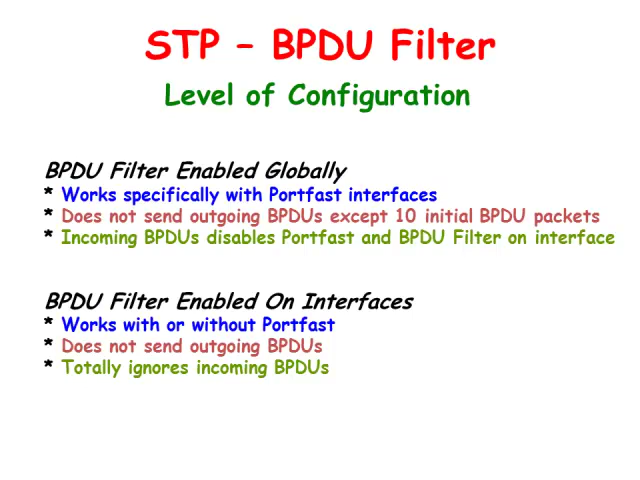 STP – BPDU Filter
Level of Configuration
BPDU Filter Enabled Globally
* Works specifically with Portfast interfaces
* Does not send outgoing BPDUs except 10 initial BPDU packets
* Incoming BPDUs disables Portfast and BPDU Filter on interface
BPDU Filter Enabled On Interfaces
* Works with or without Portfast
* Does not send outgoing BPDUs
* Totally ignores incoming BPDUs